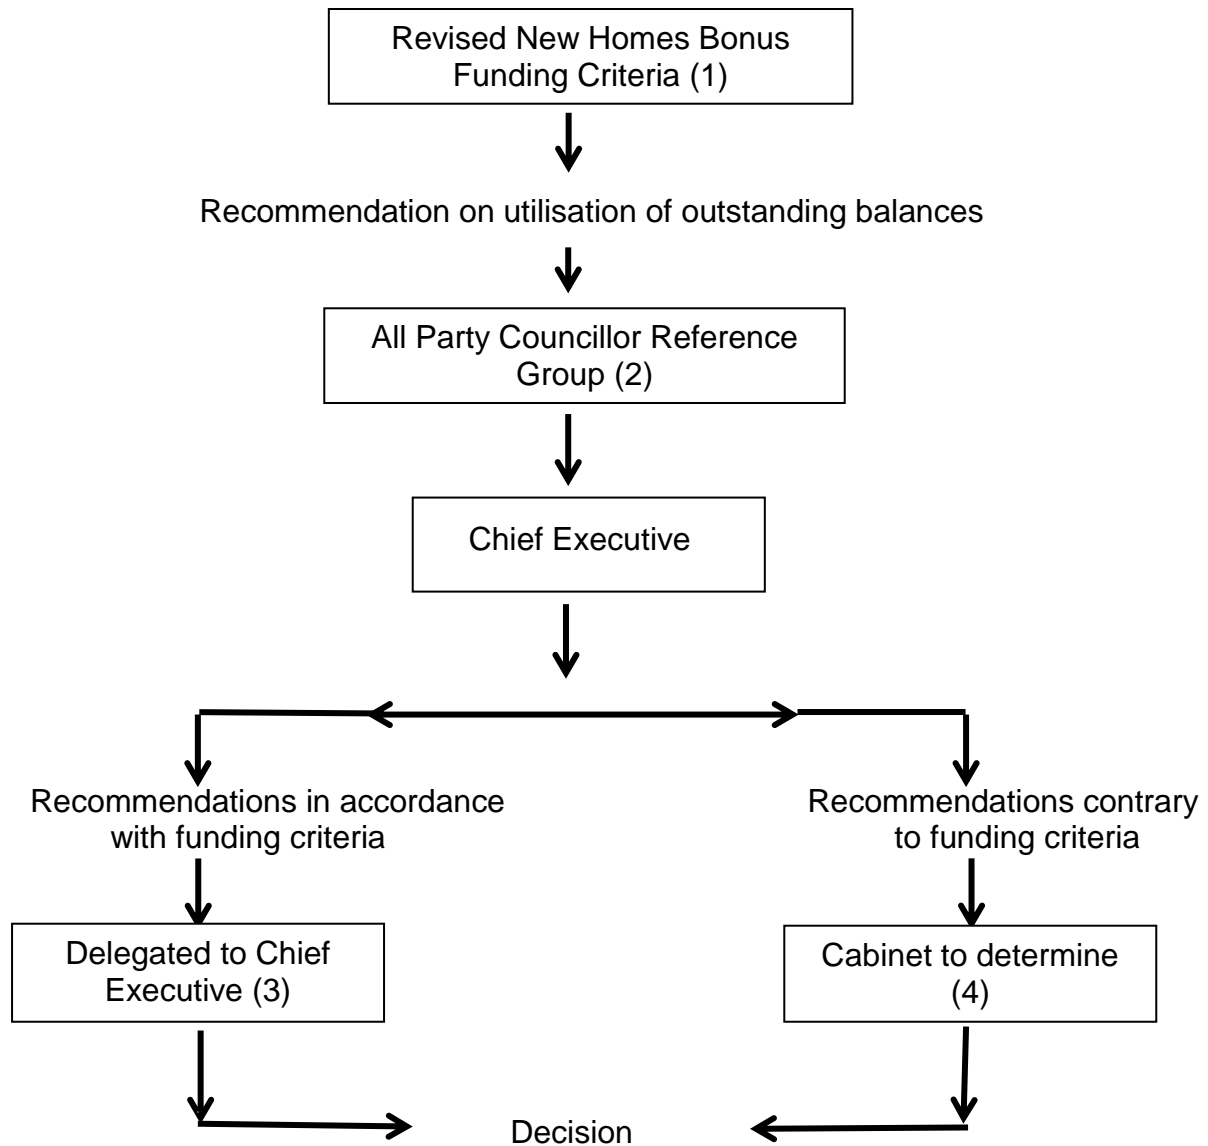 Revised New Homes Bonus
Funding Criteria (1)
Recommendation on utilisation of outstanding balances
All Party Councillor Reference
Group (2)
Chief Executive
Recommendations in accordance
with funding criteria
Recommendations contrary
to funding criteria
Delegated to Chief
Executive (3)
Cabinet to determine
(4)
Decision